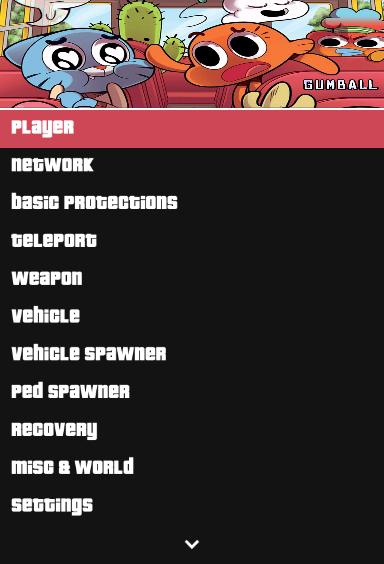 GUMBALL
Player
Network
Basic Protections
Teleport
Weapon
Vehicle
Vehicle Spawner
Ped Spawner
Recovery
Misc & World
Settings